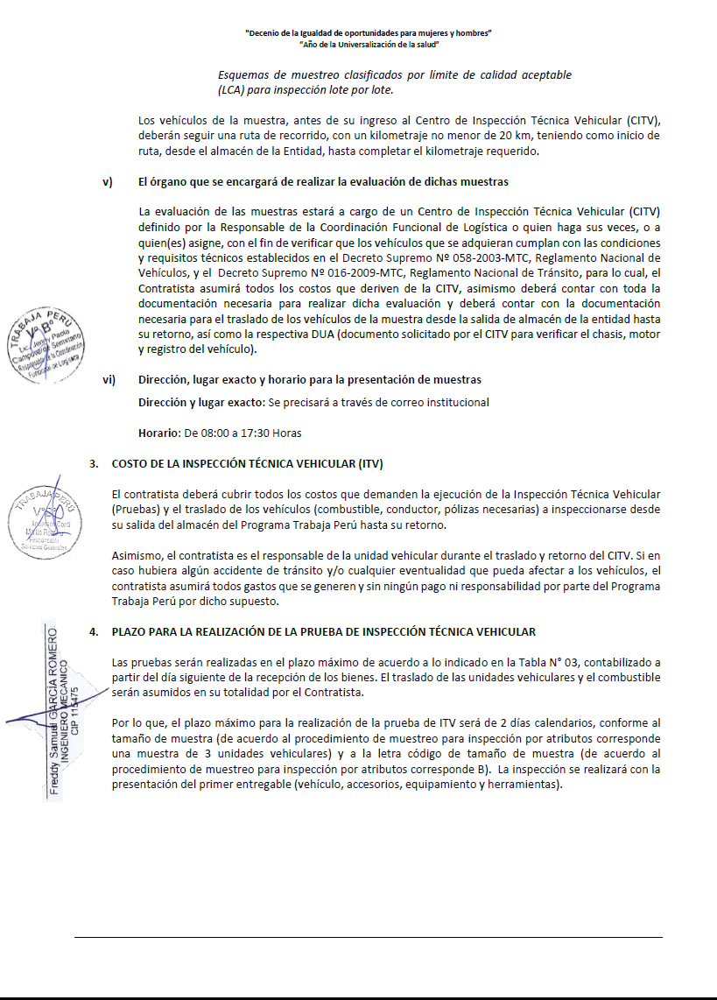 "Decenio de la Igualdad de oportunidades para mujeres y hombres"
"Año de la Universalización de la salud"
Esquemas de muestreo clasificados por límite de calidad aceptable
(LCA) para inspección lote por lote.
Los vehículos de la muestra, antes de su ingreso al Centro de Inspección Técnica Vehicular (CITV),
deberán seguir una ruta de recorrido, con un kilometraje no menor de 20 km, teniendo como inicio de
ruta, desde el almacén de la Entidad, hasta completar el kilometraje requerido.
v) El órgano que se encargará de realizar la evaluación de dichas muestras
La evaluación de las muestras estará a cargo de un Centro de Inspección Técnica Vehicular (CITV)
definido por la Responsable de la Coordinación Funcional de Logística o quien haga sus veces, o a
quien(es) asigne, con el fin de verificar que los vehículos que se adquieran cumplan con las condiciones
y requisitos técnicos establecidos en el Decreto Supremo Nº 058-2003-MTC, Reglamento Nacional de
Vehículos, y el Decreto Supremo Nº 016-2009-MTC, Reglamento Nacional de Tránsito, para lo cual, el
Contratista asumirá todos los costos que deriven de la CITV, asimismo deberá contar con toda la
documentación necesaria para realizar dicha evaluación y deberá contar con la documentación
necesaria para el traslado de los vehículos de la muestra desde la salida de almacén de la entidad hasta
su retorno, así como la respectiva DUA (documento solicitado por el CITV para verificar el chasis, motor
y registro del vehículo).
TRABAJA PERÚ
Vº Bº
Lic. Jenny Paola
Campoverde Seminario
Responsable de la Coordinación
Funcional de Logística
vi) Dirección, lugar exacto y horario para la presentación de muestras
Dirección y lugar exacto: Se precisará a través de correo institucional
Horario: De 08:00 a 17:30 Horas
3. COSTO DE LA INSPECCIÓN TÉCNICA VEHICULAR (ITV)
El contratista deberá cubrir todos los costos que demanden la ejecución de la Inspección Técnica Vehicular
(Pruebas) y el traslado de los vehículos (combustible, conductor, pólizas necesarias) a inspeccionarse desde
su salida del almacén del Programa Trabaja Perú hasta su retorno.
TRABAJA PERÚ
Responsable
Servicios Generales
Asimismo, el contratista es el responsable de la unidad vehicular durante el traslado y retorno del CITV. Si en
caso hubiera algún accidente de tránsito y/o cualquier eventualidad que pueda afectar a los vehículos, el
contratista asumirá todos gastos que se generen y sin ningún pago ni responsabilidad por parte del Programa
Trabaja Perú por dicho supuesto.
4. PLAZO PARA LA REALIZACIÓN DE LA PRUEBA DE INSPECCIÓN TÉCNICA VEHICULAR
Las pruebas serán realizadas en el plazo máximo de acuerdo a lo indicado en la Tabla N° 03, contabilizado a
partir del día siguiente de la recepción de los bienes. El traslado de las unidades vehiculares y el combustible
serán asumidos en su totalidad por el Contratista.
Freddy Samuel GARCÍA ROMERO
INGENIERO MECÁNICO
CIP 115475
Por lo que, el plazo máximo para la realización de la prueba de ITV será de 2 días calendarios, conforme al
tamaño de muestra (de acuerdo al procedimiento de muestreo para inspección por atributos corresponde
una muestra de 3 unidades vehiculares) y a la letra código de tamaño de muestra (de acuerdo al
procedimiento de muestreo para inspección por atributos corresponde B). La inspección se realizará con la
presentación del primer entregable (vehículo, accesorios, equipamiento y herramientas).